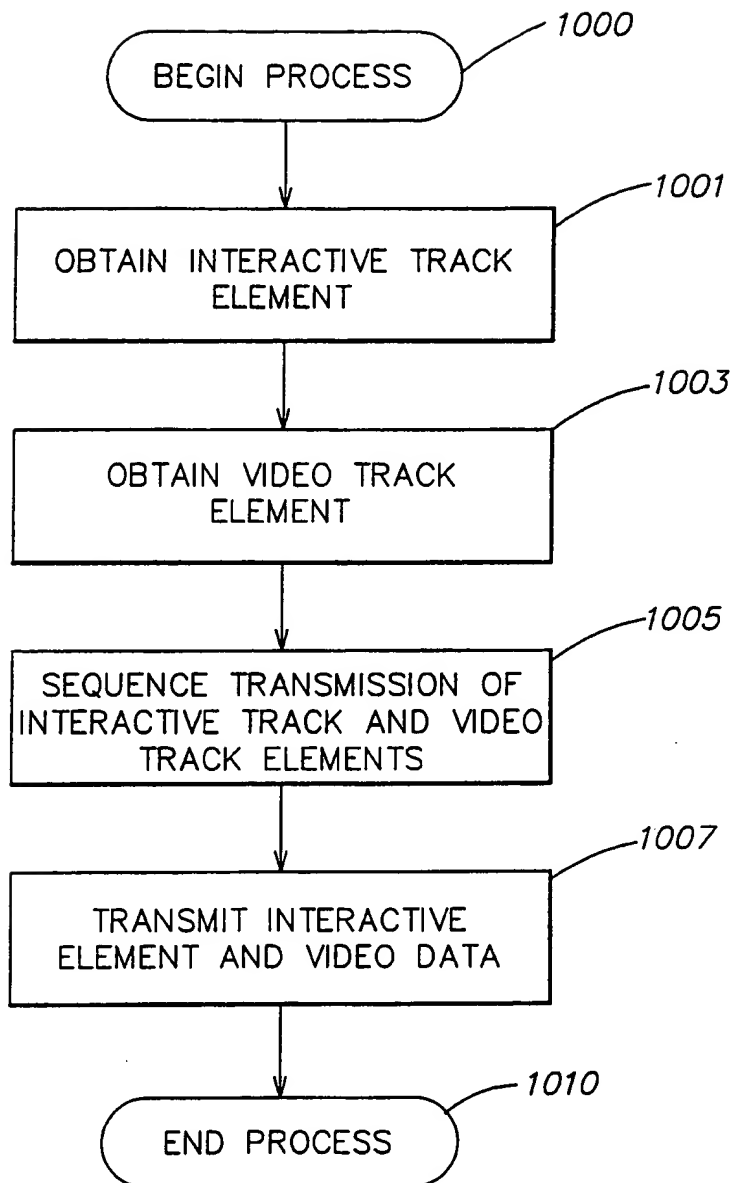 1000
BEGIN PROCESS
1001
OBTAIN INTERACTIVE TRACK
ELEMENT
1003
OBTAIN VIDEO TRACK
ELEMENT
1005
SEQUENCE TRANSMISSION OF
INTERACTIVE TRACK AND VIDEO
TRACK ELEMENTS
1007
TRANSMIT INTERACTIVE
ELEMENT AND VIDEO DATA
1010
END PROCESS